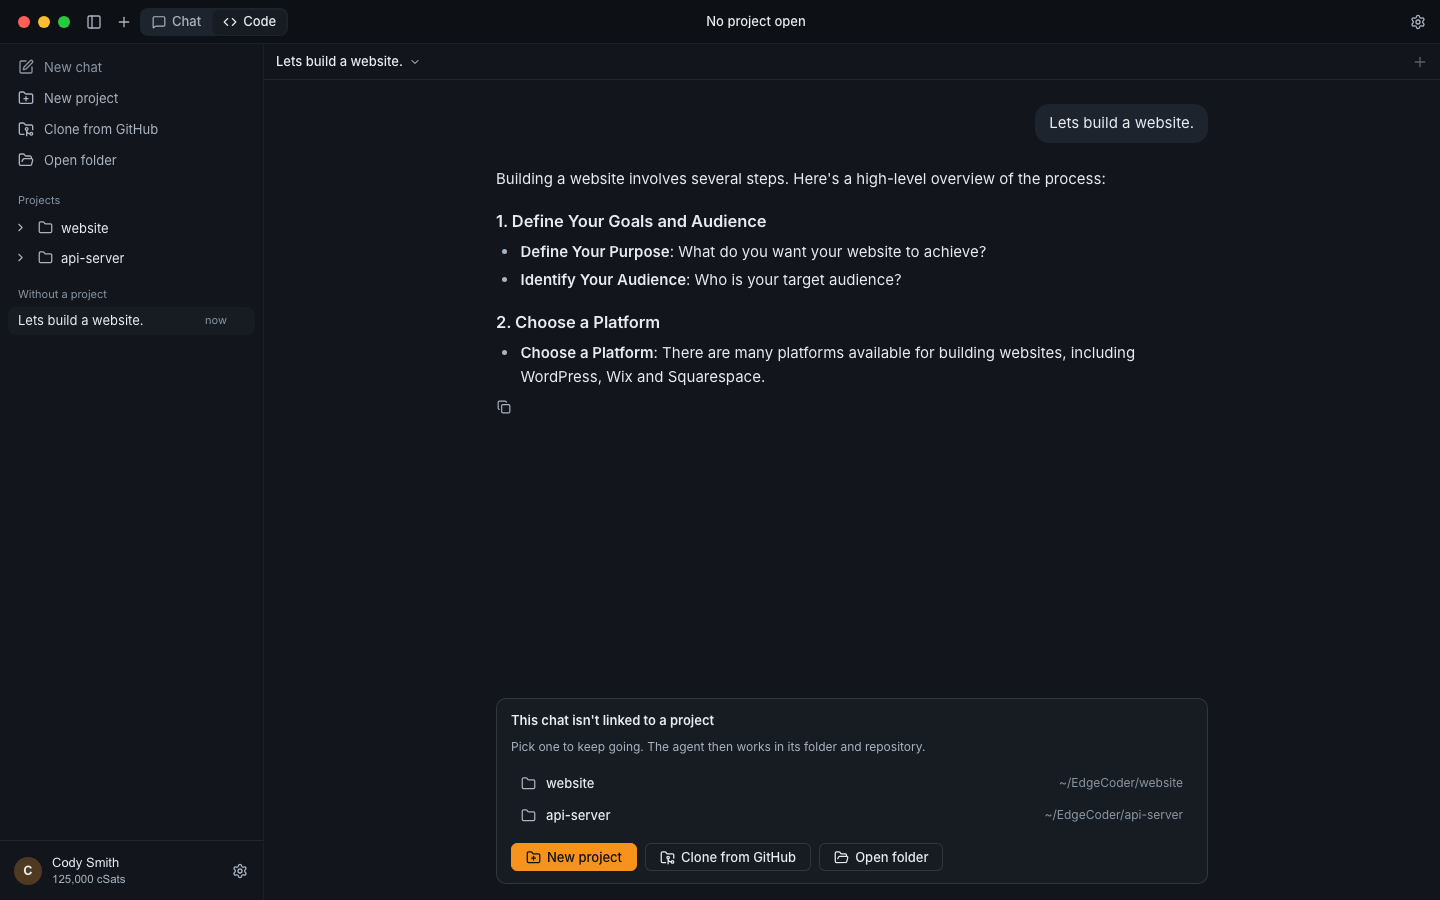 Chat
Code
No project open
New chat
New project
Clone from GitHub
Open folder
Projects
website
api-server
Without a project
Lets build a website. now
C
Cody Smith
125,000 cSats
Lets build a website.
Lets build a website.
Building a website involves several steps. Here's a high-level overview of the process:
1. Define Your Goals and Audience
• Define Your Purpose: What do you want your website to achieve?
• Identify Your Audience: Who is your target audience?
2. Choose a Platform
• Choose a Platform: There are many platforms available for building websites, including
WordPress, Wix and Squarespace.
This chat isn't linked to a project
Pick one to keep going. The agent then works in its folder and repository.
website ~/EdgeCoder/website
api-server ~/EdgeCoder/api-server
New project Clone from GitHub Open folder